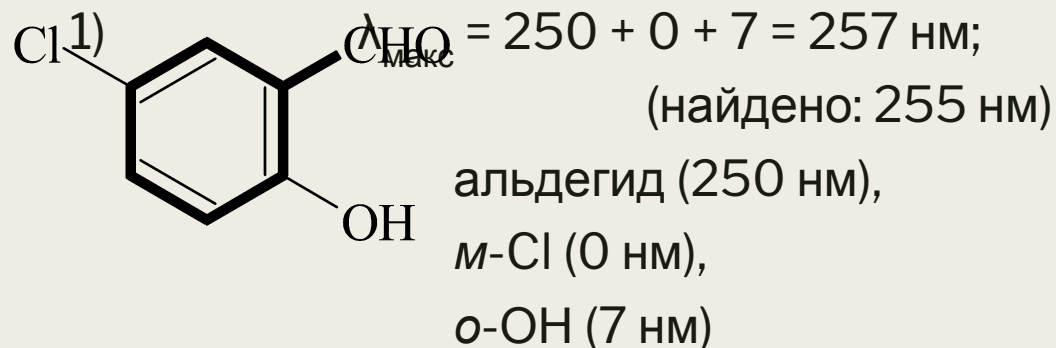 1) λмакс = 250 + 0 + 7 = 257 нм;
Cl CHO
(найдено: 255 нм)
альдегид (250 нм),
м-Cl (0 нм),
OH
о-OH (7 нм)